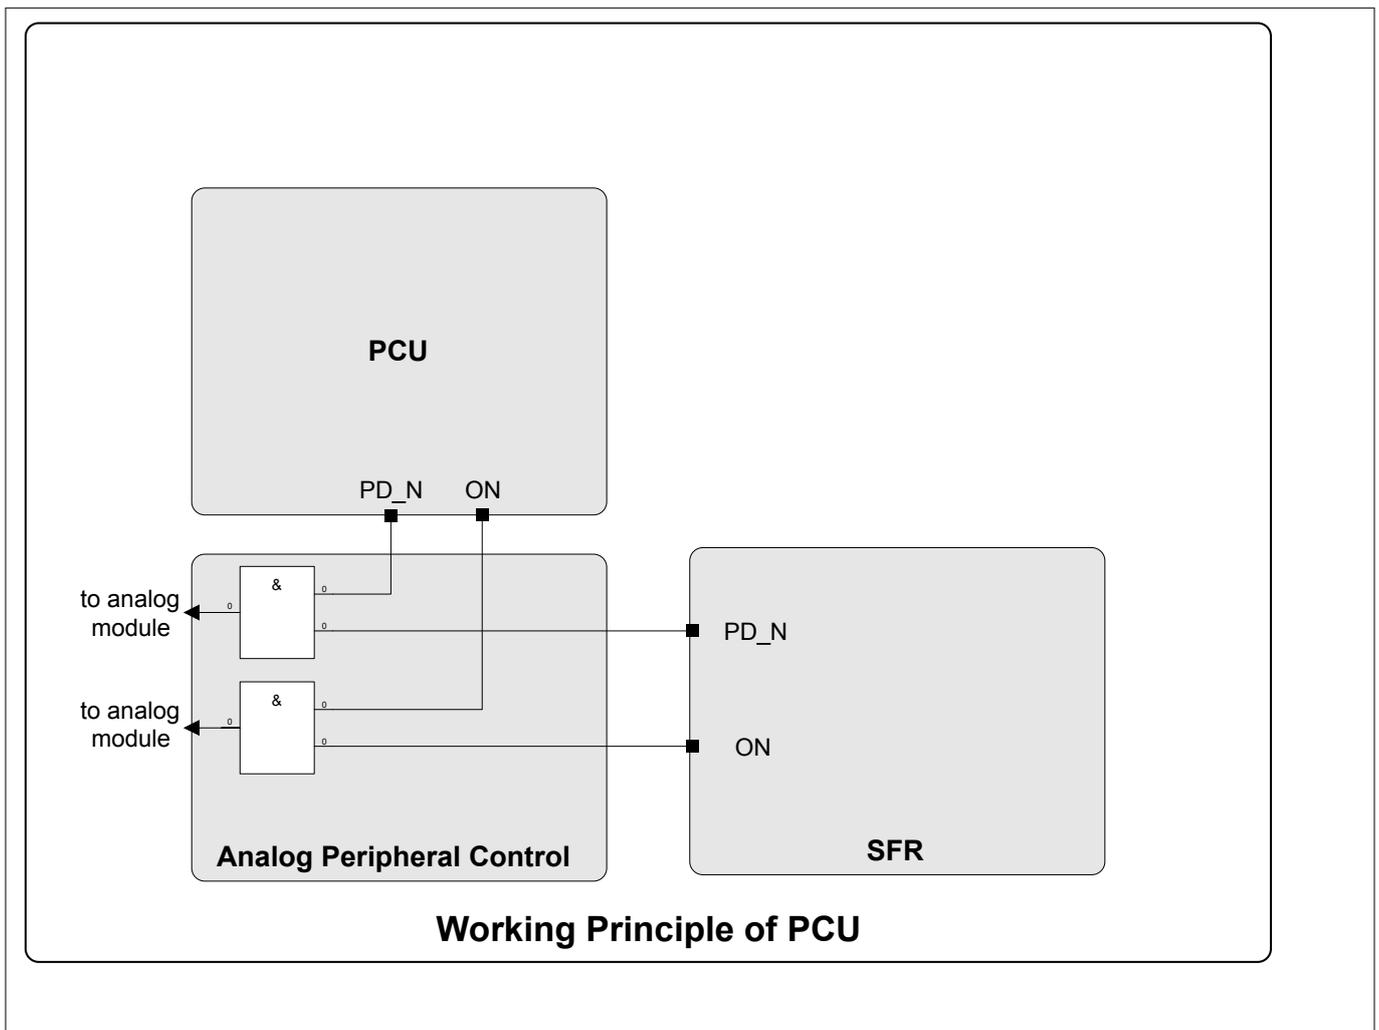 PCU
PD_N ON
to analog
module
0
&
0
0
PD_N
to analog
module
0
&
0
0
ON
Analog Peripheral Control
SFR
Working Principle of PCU